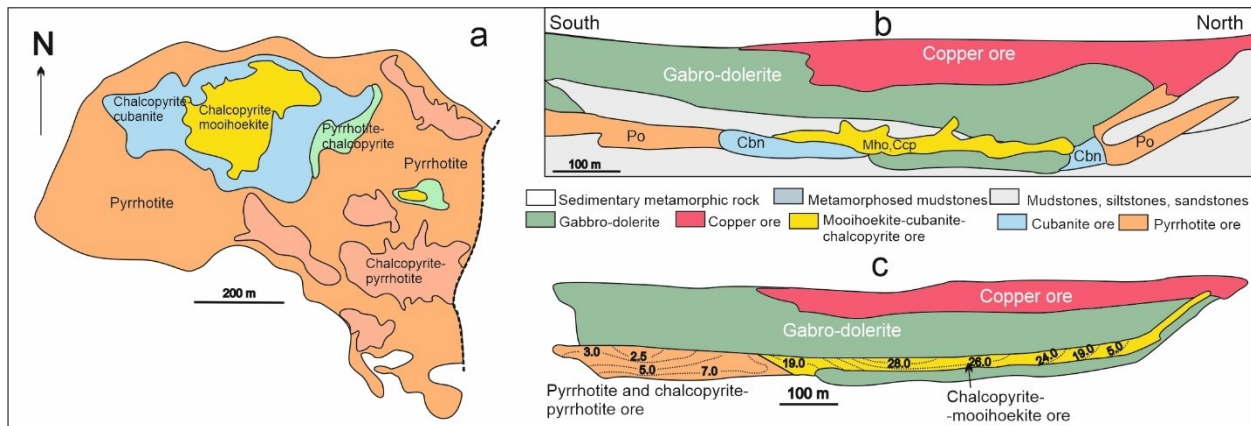 N
a
Chalcopyrite-
cubanite
Chalcopyrite-
mooihoekite
Pyrrhotite-
chalcopyrite
Pyrrhotite
Pyrrhotite
Chalcopyrite-
pyrrhotite
200 m
South
b
North
Copper ore
Gabro-dolerite
Po
Cbn
Mho,Ccp
Cbn
Po
100 m
Sedimentary metamorphic rock
Metamorphosed mudstones
Mudstones, siltstones, sandstones
Gabbro-dolerite
Copper ore
Mooihoekite-cubanite-
chalcopyrite ore
Cubanite ore
Pyrrhotite ore
c
Copper ore
Gabro-dolerite
3.0
2.5
5.0
7.0
19.0
28.0
26.0
24.0
19.0
5.0
Pyrrhotite and chalcopyrite-
pyrrhotite ore
100 m
Chalcopyrite-
-mooihoekite ore